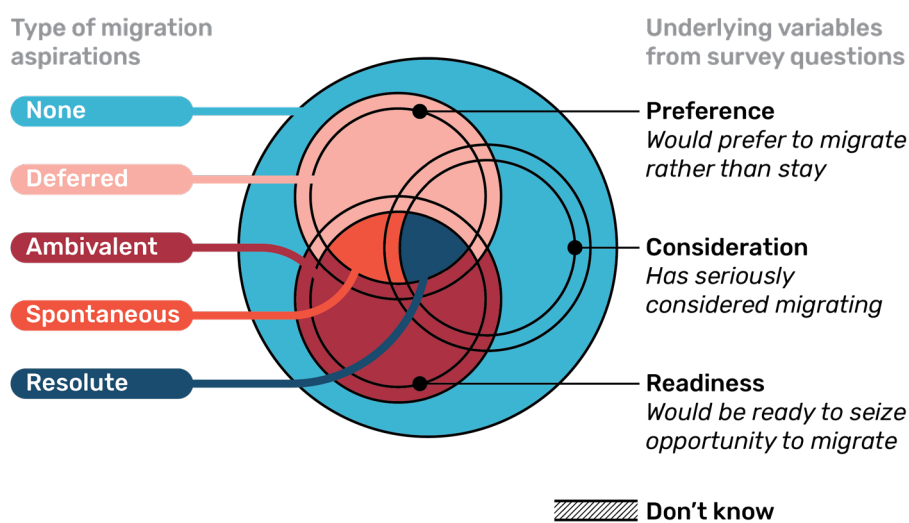 Type of migration
aspirations
None
Deferred
Ambivalent
Spontaneous
Resolute
Underlying variables
from survey questions
Preference
Would prefer to migrate
rather than stay
Consideration
Has seriously
considered migrating
Readiness
Would be ready to seize
opportunity to migrate
Don't know